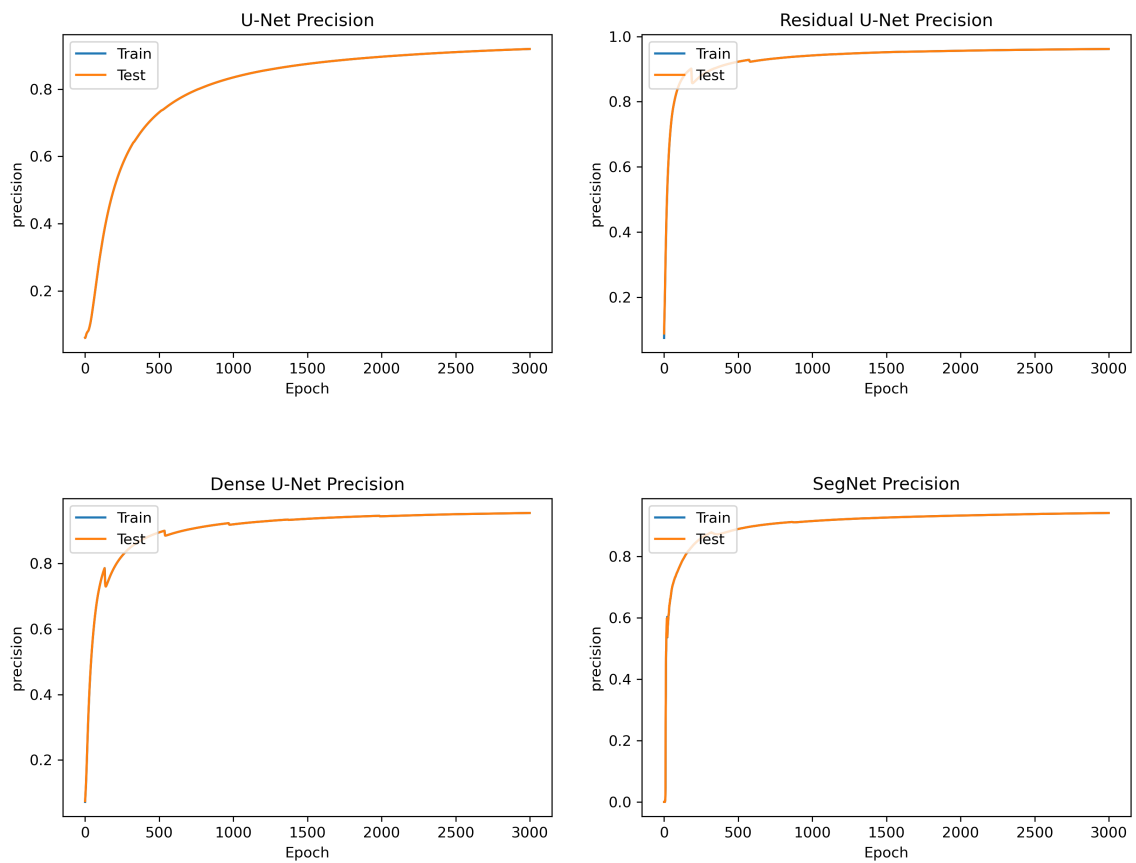 U-Net Precision
Train
Test
0.8
0.6
0.4
0.2
precision
0 500 1000 1500 2000 2500 3000
Epoch
Residual U-Net Precision
Train
Test
1.0
0.8
0.6
0.4
0.2
precision
0 500 1000 1500 2000 2500 3000
Epoch
Dense U-Net Precision
Train
Test
0.8
0.6
0.4
0.2
precision
0 500 1000 1500 2000 2500 3000
Epoch
SegNet Precision
Train
Test
0.8
0.6
0.4
0.2
0.0
precision
0 500 1000 1500 2000 2500 3000
Epoch